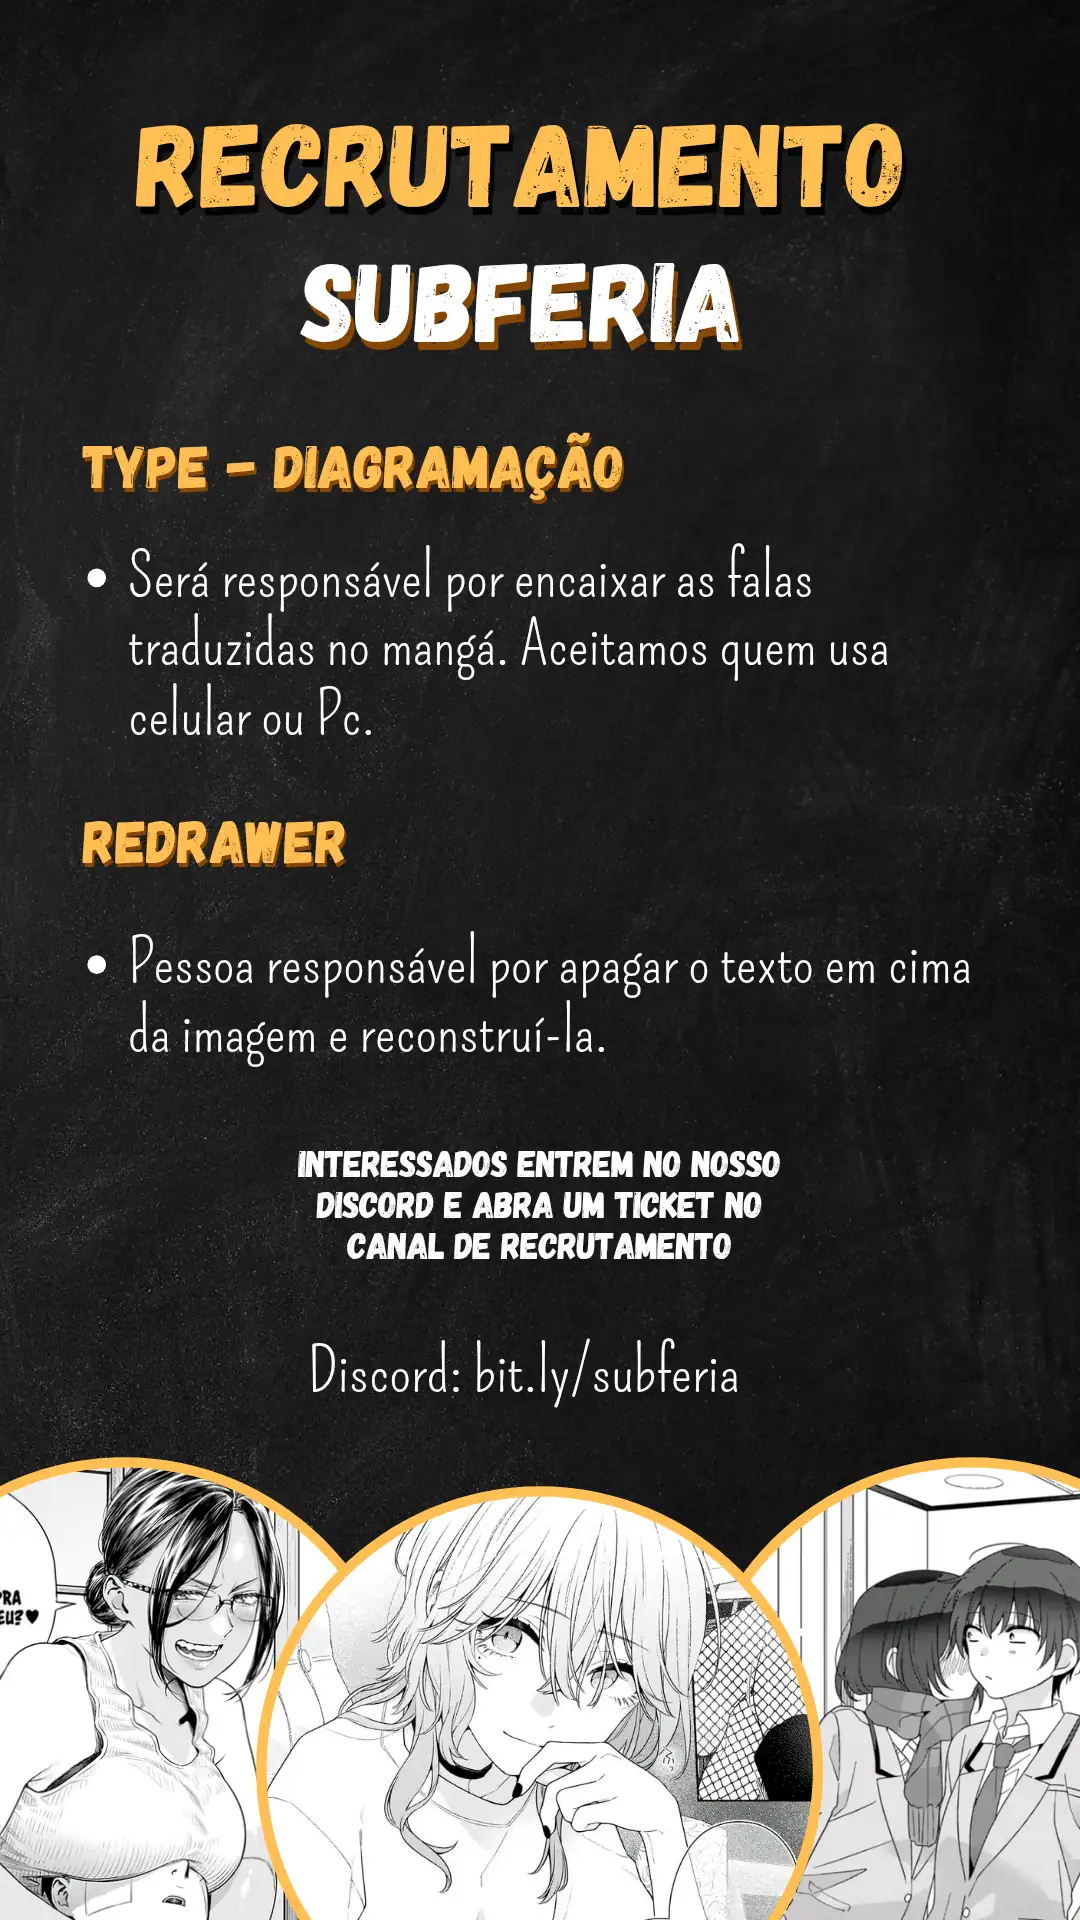 RECRUTAMENTO
SUBFERIA
TYPE - DIAGRAMAÇÃO
• Será responsável por encaixar as falas
traduzidas no mangá. Aceitamos quem usa
celular ou Pc.
REDRAWER
• Pessoa responsável por apagar o texto em cima
da imagem e reconstruí-la.
INTERESSADOS ENTREM NO NOSSO
DISCORD E ABRA UM TICKET NO
CANAL DE RECRUTAMENTO
Discord: bit.ly/subferia
EU?♥